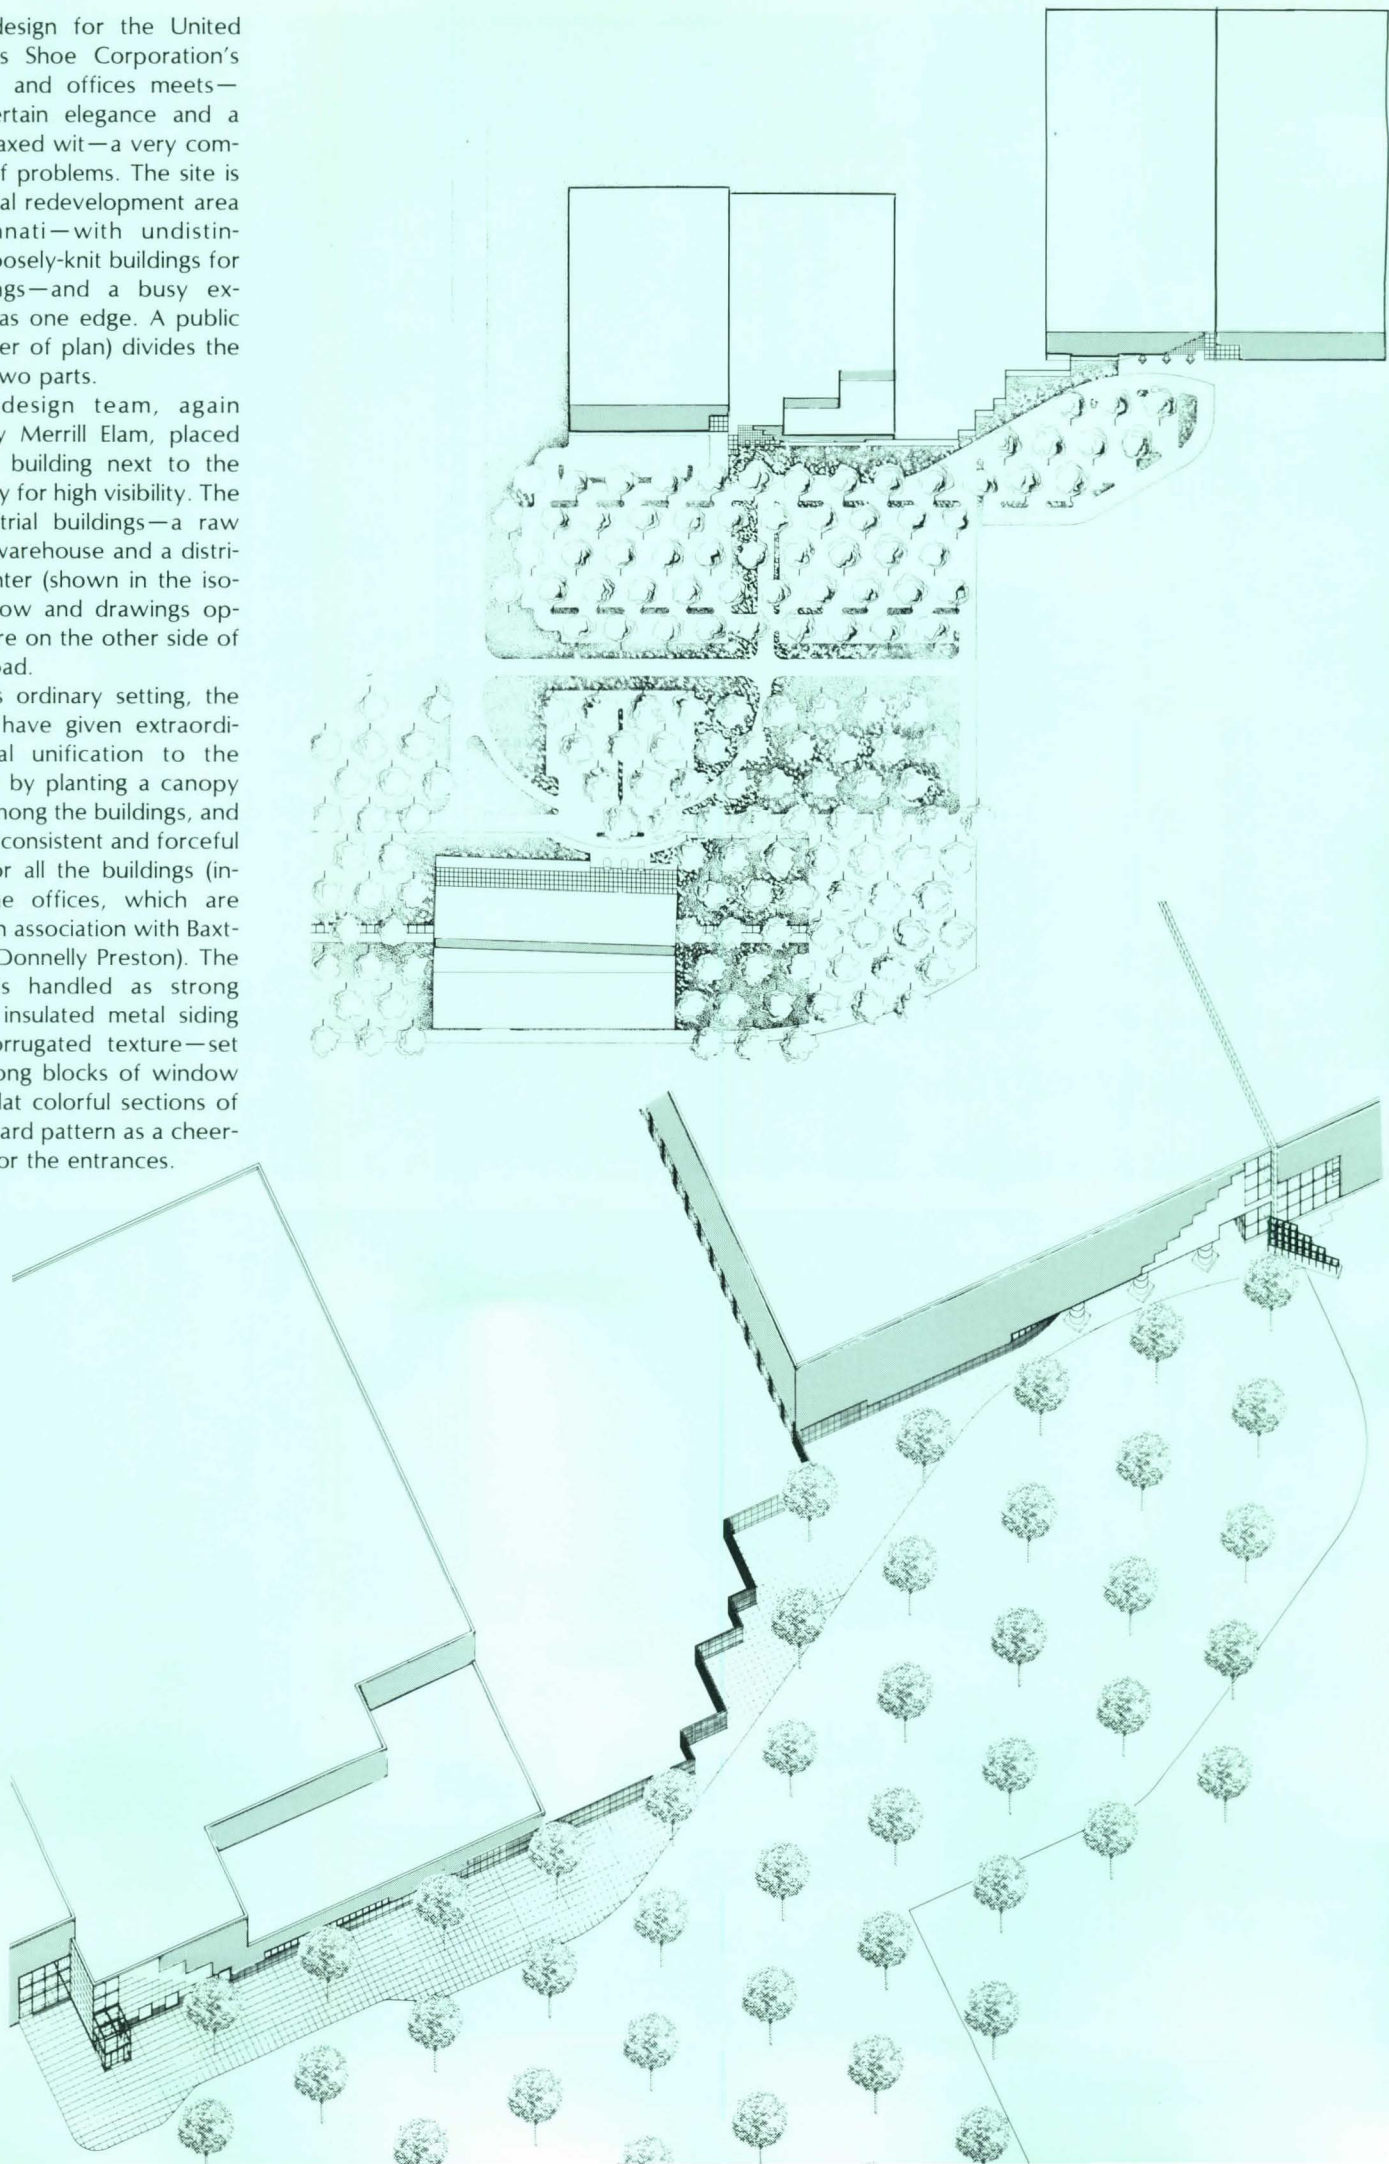 design for the United
s Shoe Corporation's
and offices meets—
ertain elegance and a
axed wit—a very com-
f problems. The site is
al redevelopment area
nnati—with undistin-
oosely-knit buildings for
ngs—and a busy ex-
as one edge. A public
er of plan) divides the
wo parts.
design team, again
y Merrill Elam, placed
building next to the
y for high visibility. The
trial buildings—a raw
warehouse and a distri-
nter (shown in the iso-
ow and drawings op-
re on the other side of
oad.
s ordinary setting, the
have given extraordi-
al unification to the
by planting a canopy
mong the buildings, and
consistent and forceful
or all the buildings (in-
e offices, which are
n association with Baxt-
Donnelly Preston). The
s handled as strong
insulated metal siding
orrugated texture—set
ong blocks of window
lat colorful sections of
ard pattern as a cheer-
or the entrances.